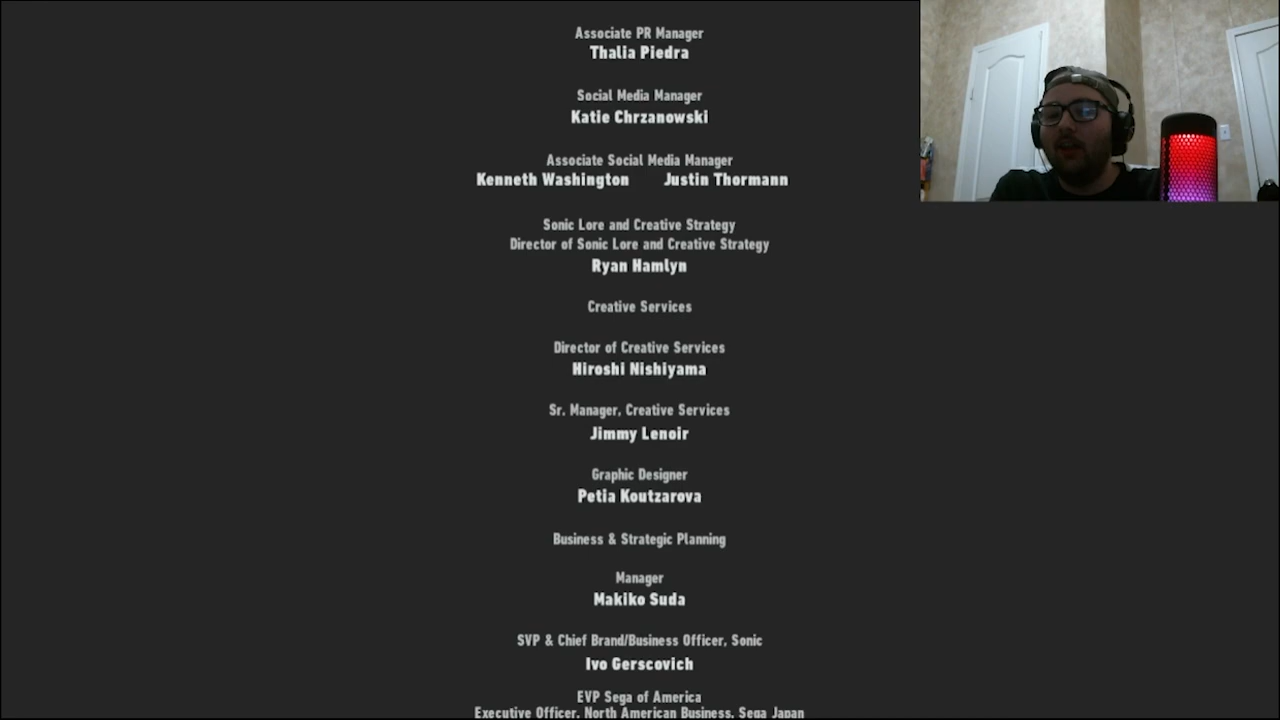 Associate PR Manager
Thalia Piedra
Social Media Manager
Katie Chrzanowski
Associate Social Media Manager
Kenneth Washington Justin Thormann
Sonic Lore and Creative Strategy
Director of Sonic Lore and Creative Strategy
Ryan Hamlyn
Creative Services
Director of Creative Services
Hiroshi Nishiyama
Sr. Manager, Creative Services
Jimmy Lenoir
Graphic Designer
Petia Koutzarova
Business & Strategic Planning
Manager
Makiko Suda
SVP & Chief Brand/Business Officer, Sonic
Ivo Gerscovich
EVP Sega of America
Executive Officer, North American Business, Sega Japan